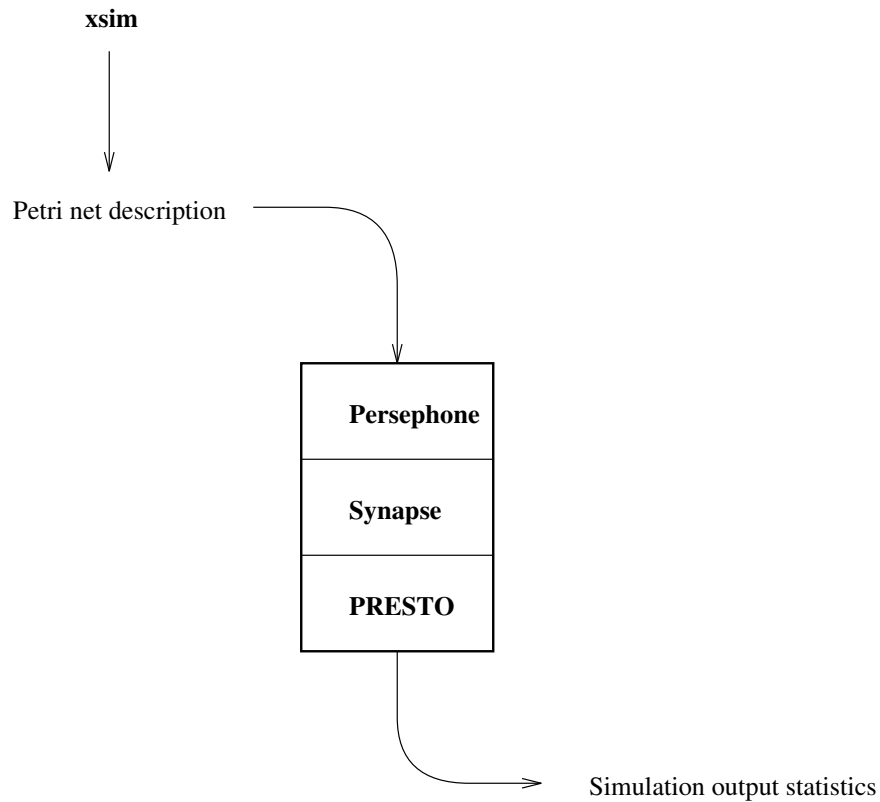 xsim
Petri net description
Persephone
Synapse
PRESTO
Simulation output statistics